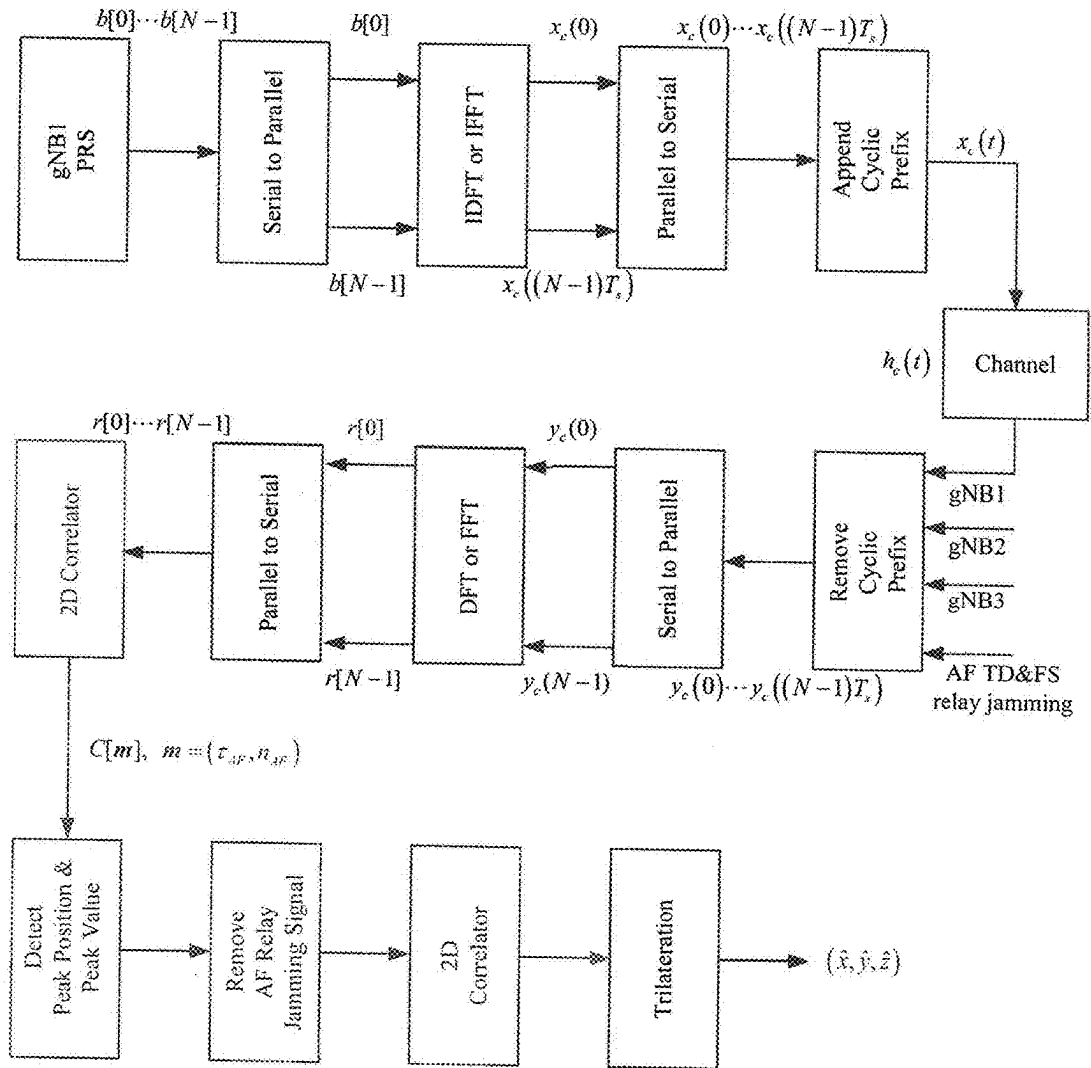 b[0]⋯b[N−1]
b[0]
x_c(0)
x_c(0)⋯x_c((N−1)T_s)
gNB1
PRS
Serial to Parallel
IDFT or IFFT
Parallel to Serial
Append
Cyclic
Prefix
x_c(t)
b[N−1]
x_c((N−1)T_s)
h_c(t)
Channel
r[0]⋯r[N−1]
r[0]
y_c(0)
2D Correlator
Parallel to Serial
DFT or FFT
Serial to Parallel
Remove
Cyclic
Prefix
gNB1
gNB2
gNB3
AF TD&FS
relay jamming
r[N−1]
y_c(N−1)
y_c(0)⋯y_c((N−1)T_s)
C[m], m=(τ_AF,n_AF)
Detect
Peak Position &
Peak Value
Remove
AF Relay
Jamming Signal
2D
Correlator
Trilateration
(x̂,ŷ,ẑ)